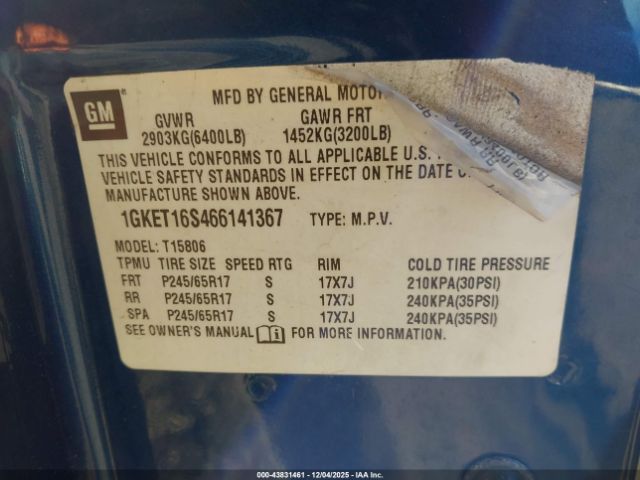 GM
MFD BY GENERAL MOTOR
GVWR GAWR FRT
2903KG(6400LB) 1452KG(3200LB)
THIS VEHICLE CONFORMS TO ALL APPLICABLE U.S.
VEHICLE SAFETY STANDARDS IN EFFECT ON THE DATE O
MANUFACTURE SHOWN ABOVE.
1GKET16S466141367 TYPE: M.P.V.
MODEL: T15806
TPMU TIRE SIZE SPEED RTG RIM COLD TIRE PRESSURE
FRT P245/65R17 S 17X7J 210KPA(30PSI)
RR P245/65R17 S 17X7J 240KPA(35PSI)
SPA P245/65R17 S 17X7J 240KPA(35PSI)
SEE OWNER'S MANUAL FOR MORE INFORMATION.
000-43831461 - 12/04/2025 - IAA, Inc.